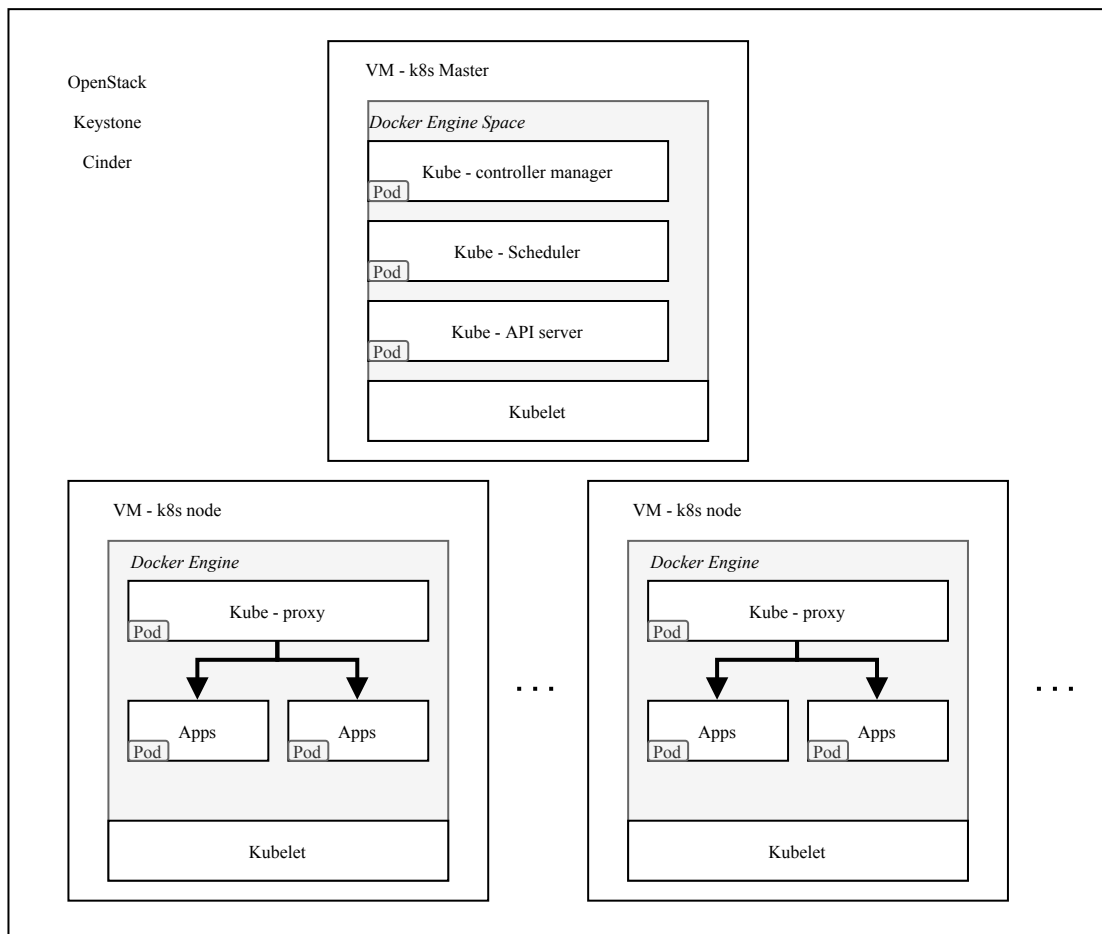 OpenStack
Keystone
Cinder
VM - k8s Master
Docker Engine Space
Kube - controller manager
Pod
Kube - Scheduler
Pod
Kube - API server
Pod
Kubelet
VM - k8s node
Docker Engine
Kube - proxy
Pod
Apps
Pod
Apps
Pod
Kubelet
...
VM - k8s node
Docker Engine
Kube - proxy
Pod
Apps
Pod
Apps
Pod
Kubelet
...